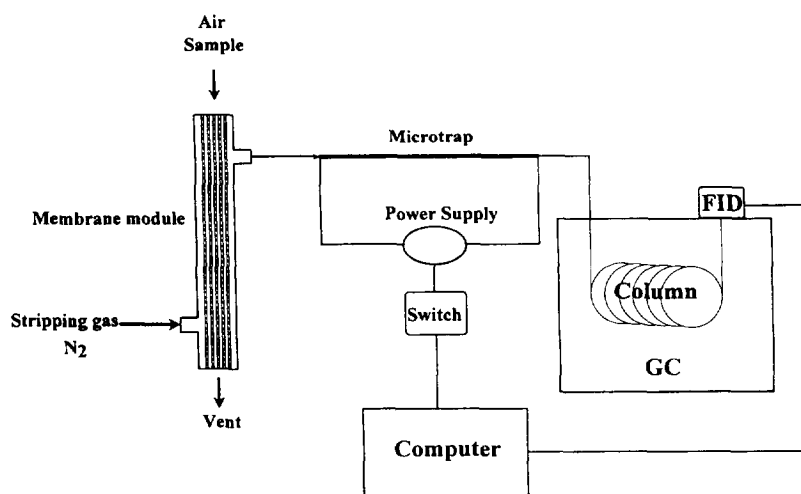 Air
Sample
Microtrap
FID
Membrane module
Power Supply
Column
Stripping gas
N₂
Switch
GC
Vent
Computer